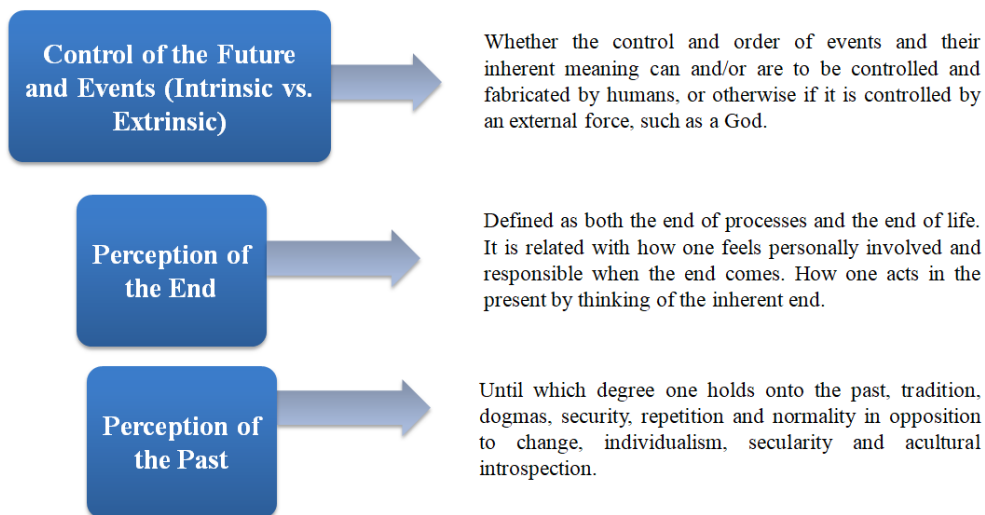 Control of the Future
and Events (Intrinsic vs.
Extrinsic)
Whether the control and order of events and their
inherent meaning can and/or are to be controlled and
fabricated by humans, or otherwise if it is controlled by
an external force, such as a God.
Perception of
the End
Defined as both the end of processes and the end of life.
It is related with how one feels personally involved and
responsible when the end comes. How one acts in the
present by thinking of the inherent end.
Perception of
the Past
Until which degree one holds onto the past, tradition,
dogmas, security, repetition and normality in opposition
to change, individualism, secularity and acultural
introspection.